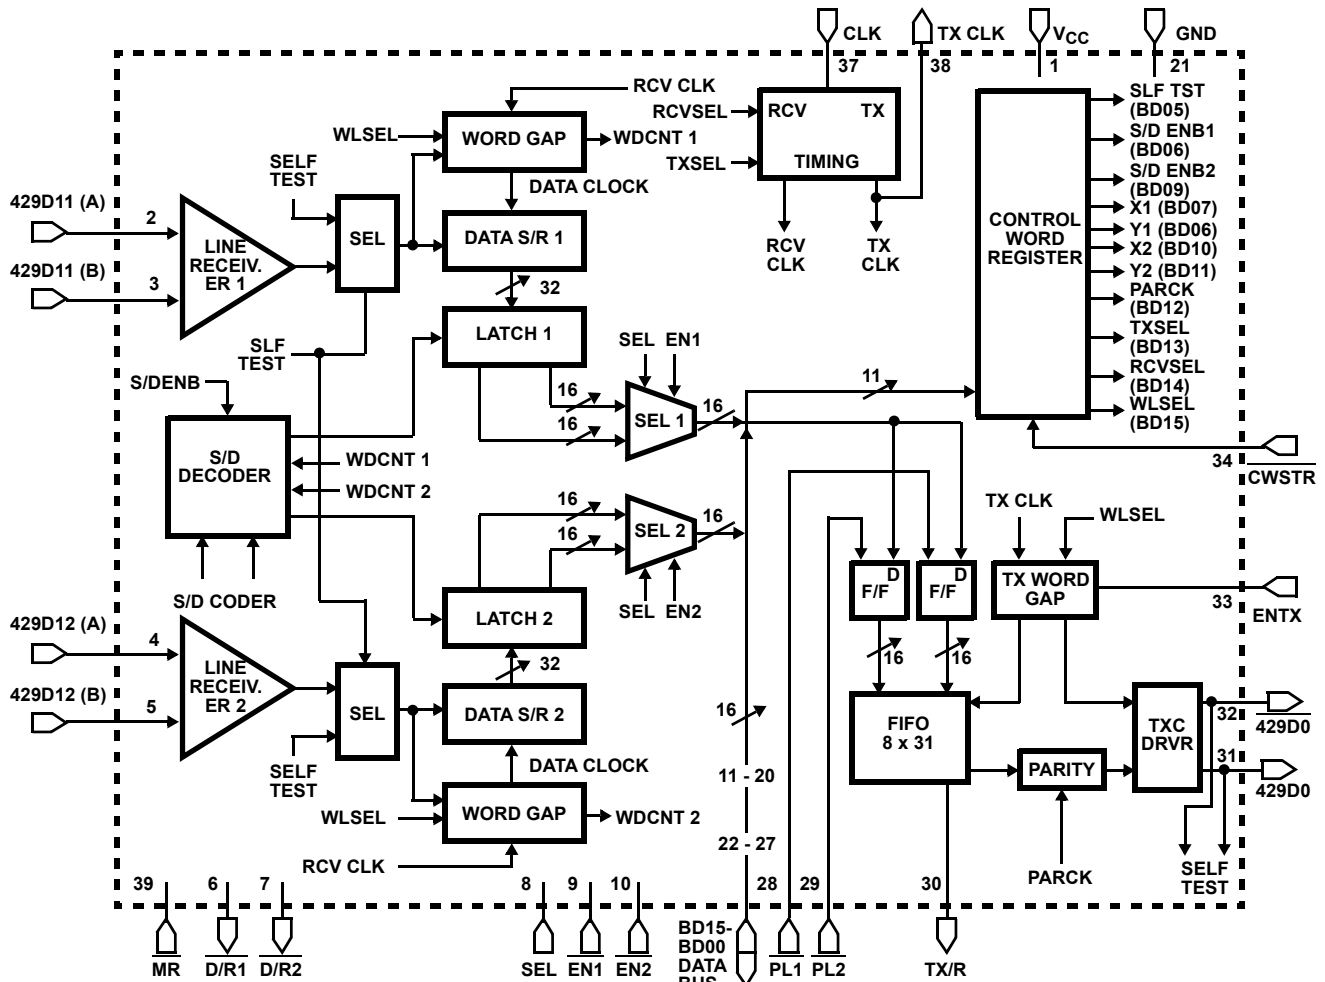 CLK
TX CLK
VCC
GND
37
38
1
21
RCV CLK
RCVSEL
RCV
TX
TIMING
TXSEL
RCV
CLK
TX
CLK
WLSEL
WORD GAP
WDCNT 1
SELF
TEST
DATA CLOCK
429D11 (A)
2
LINE
RECEIV.
ER 1
SEL
DATA S/R 1
429D11 (B)
3
32
LATCH 1
SLF
TEST
SEL
EN1
16
16
SEL 1
16
11
CONTROL
WORD
REGISTER
SLF TST
(BD05)
S/D ENB1
(BD06)
S/D ENB2
(BD09)
X1 (BD07)
Y1 (BD06)
X2 (BD10)
Y2 (BD11)
PARCK
(BD12)
TXSEL
(BD13)
RCVSEL
(BD14)
WLSEL
(BD15)
34
CWSTR
S/DENB
S/D
DECODER
WDCNT 1
WDCNT 2
S/D CODER
16
16
SEL 2
16
SEL
EN2
TX CLK
WLSEL
D
F/F
D
F/F
TX WORD
GAP
33
ENTX
16
16
429D12 (A)
4
LINE
RECEIV.
ER 2
429D12 (B)
5
SEL
LATCH 2
32
DATA S/R 2
DATA CLOCK
SELF
TEST
WLSEL
WORD GAP
WDCNT 2
RCV CLK
16
11 - 20
22 - 27
FIFO
8 x 31
PARITY
TXC
DRVR
32
429D0
31
429D0
PARCK
SELF
TEST
39
6
7
8
9
10
28
29
30
MR
D/R1
D/R2
SEL
EN1
EN2
BD15-
BD00
DATA
BUS
PL1
PL2
TX/R